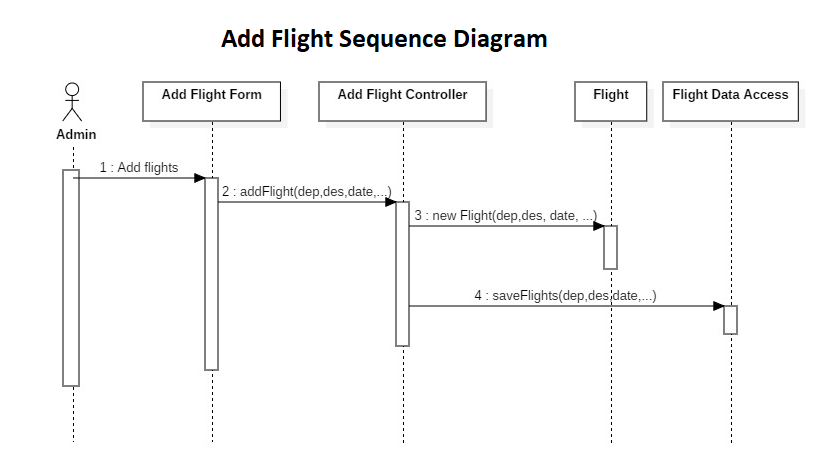 Add Flight Sequence Diagram
Add Flight Form
Add Flight Controller
Flight
Flight Data Access
Admin
1 : Add flights
2 : addFlight(dep,des,date,...)
3 : new Flight(dep,des, date, ...)
4 : saveFlights(dep,des,date,...)